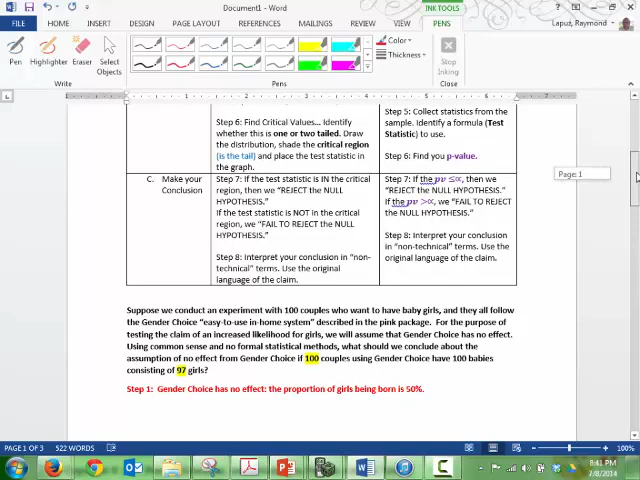 Document1 - Word
INK TOOLS
FILE HOME INSERT DESIGN PAGE LAYOUT REFERENCES MAILINGS REVIEW VIEW PENS
Lapuz, Raymond
Pen Highlighter Eraser Select Objects
Color
Thickness
Stop Inking
Write Pens Close
Step 6: Find Critical Values... Identify
whether this is one or two tailed. Draw
the distribution, shade the critical region
(is the tail) and place the test statistic in
the graph.
Step 5: Collect statistics from the
sample. Identify a formula (Test
Statistic) to use.
Step 6: Find you p-value.
C. Make your
Conclusion
Step 7: If the test statistic is IN the critical
region, then we "REJECT THE NULL
HYPOTHESIS."
If the test statistic is NOT in the critical
region, we "FAIL TO REJECT THE NULL
HYPOTHESIS."
Step 8: Interpret your conclusion in "non-
technical" terms. Use the original
language of the claim.
Step 7: If the pv ≤α, then we
"REJECT THE NULL HYPOTHESIS."
If the pv >α, we "FAIL TO REJECT
the NULL HYPOTHESIS."
Step 8: Interpret your conclusion
in "non-technical" terms. Use the
original language of the claim.
Page: 1
Suppose we conduct an experiment with 100 couples who want to have baby girls, and they all follow
the Gender Choice "easy-to-use in-home system" described in the pink package. For the purpose of
testing the claim of an increased likelihood for girls, we will assume that Gender Choice has no effect.
Using common sense and no formal statistical methods, what should we conclude about the
assumption of no effect from Gender Choice if 100 couples using Gender Choice have 100 babies
consisting of 97 girls?
Step 1: Gender Choice has no effect: the proportion of girls being born is 50%.
PAGE 1 OF 3 522 WORDS
100%
8:41 PM
7/8/2014